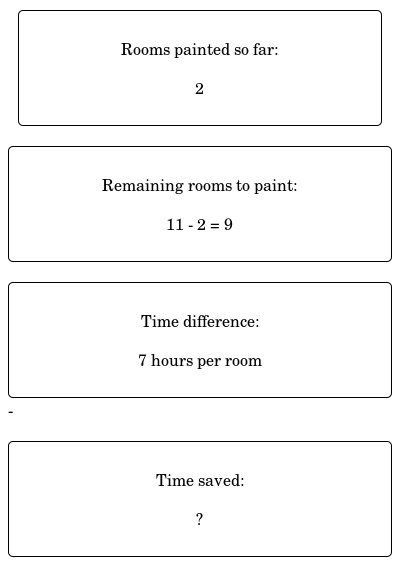 Rooms painted so far:
2
Remaining rooms to paint:
11 - 2 = 9
Time difference:
7 hours per room
-
Time saved:
?